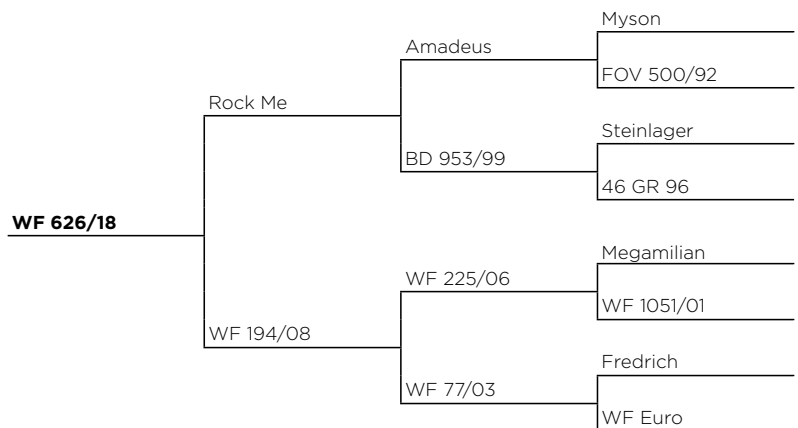 Myson
Amadeus
FOV 500/92
Rock Me
Steinlager
BD 953/99
46 GR 96
WF 626/18
Megamilian
WF 225/06
WF 1051/01
WF 194/08
Fredrich
WF 77/03
WF Euro